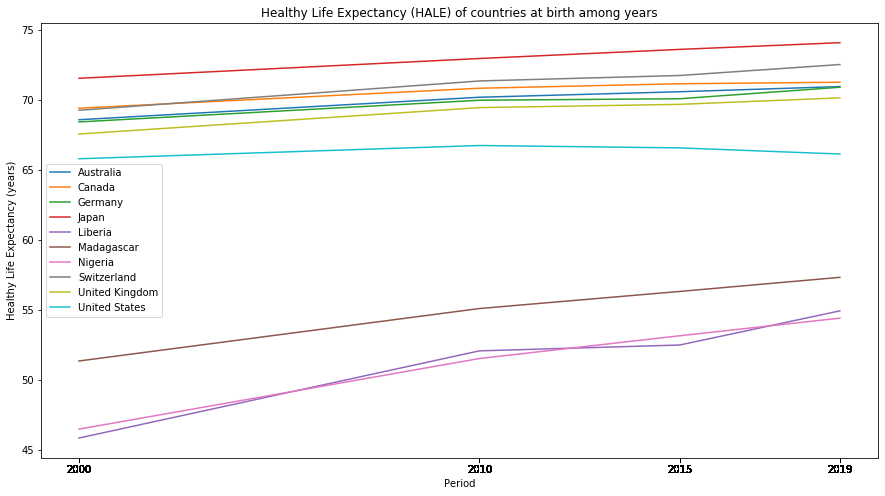 Healthy Life Expectancy (HALE) of countries at birth among years
75
70
65
60
55
50
45
Healthy Life Expectancy (years)
Australia
Canada
Germany
Japan
Liberia
Madagascar
Nigeria
Switzerland
United Kingdom
United States
2000 2010 2015 2019
Period